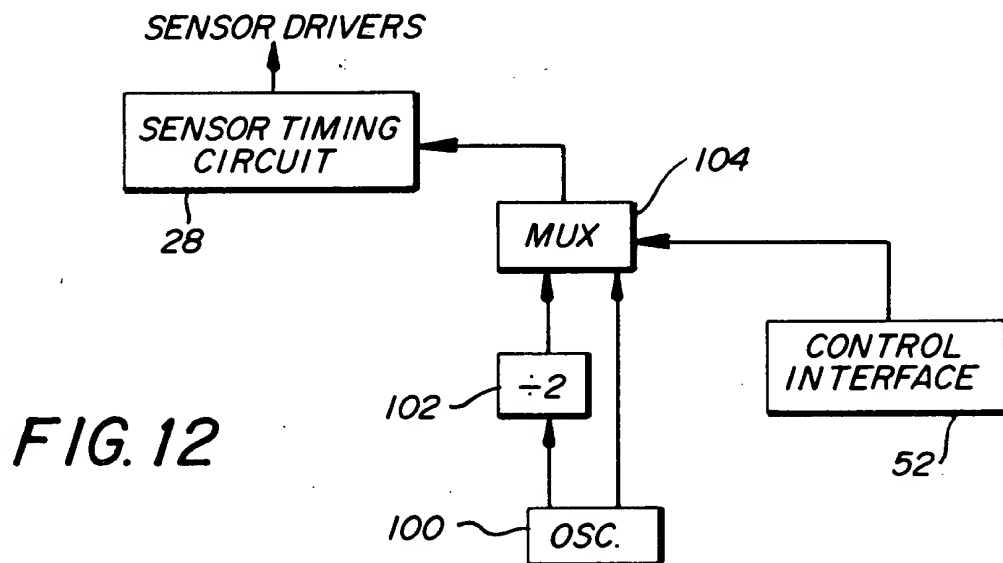 SENSOR DRIVERS
SENSOR TIMING
CIRCUIT
28
104
MUX
CONTROL
INTERFACE
÷2
102
52
FIG. 12
100
OSC.